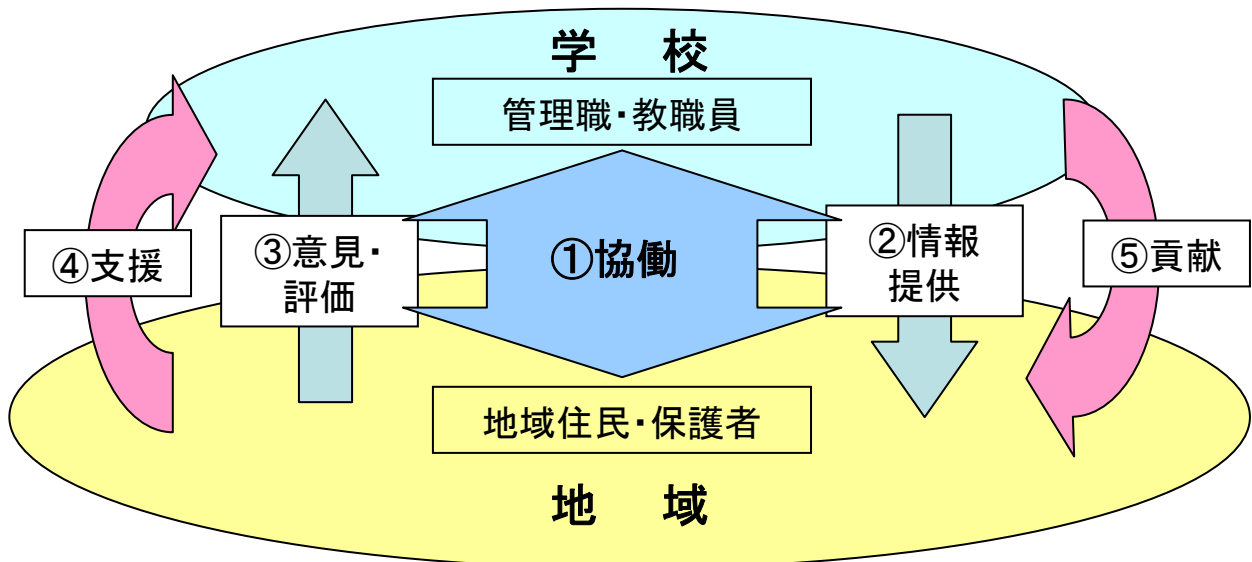 学　校
管理職・教職員
④支援
③意見・
評価
①協働
②情報
提供
⑤貢献
地域住民・保護者
地　域